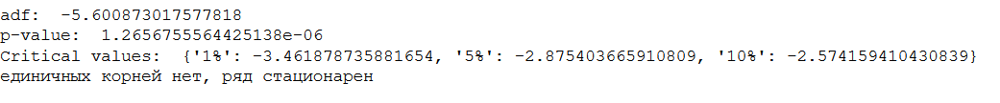 adf:  -5.600873017577818
p-value:  1.2656755564425138e-06
Critical values:  {'1%': -3.461878735881654, '5%': -2.875403665910809, '10%': -2.574159410430839}
единичных корней нет, ряд стационарен